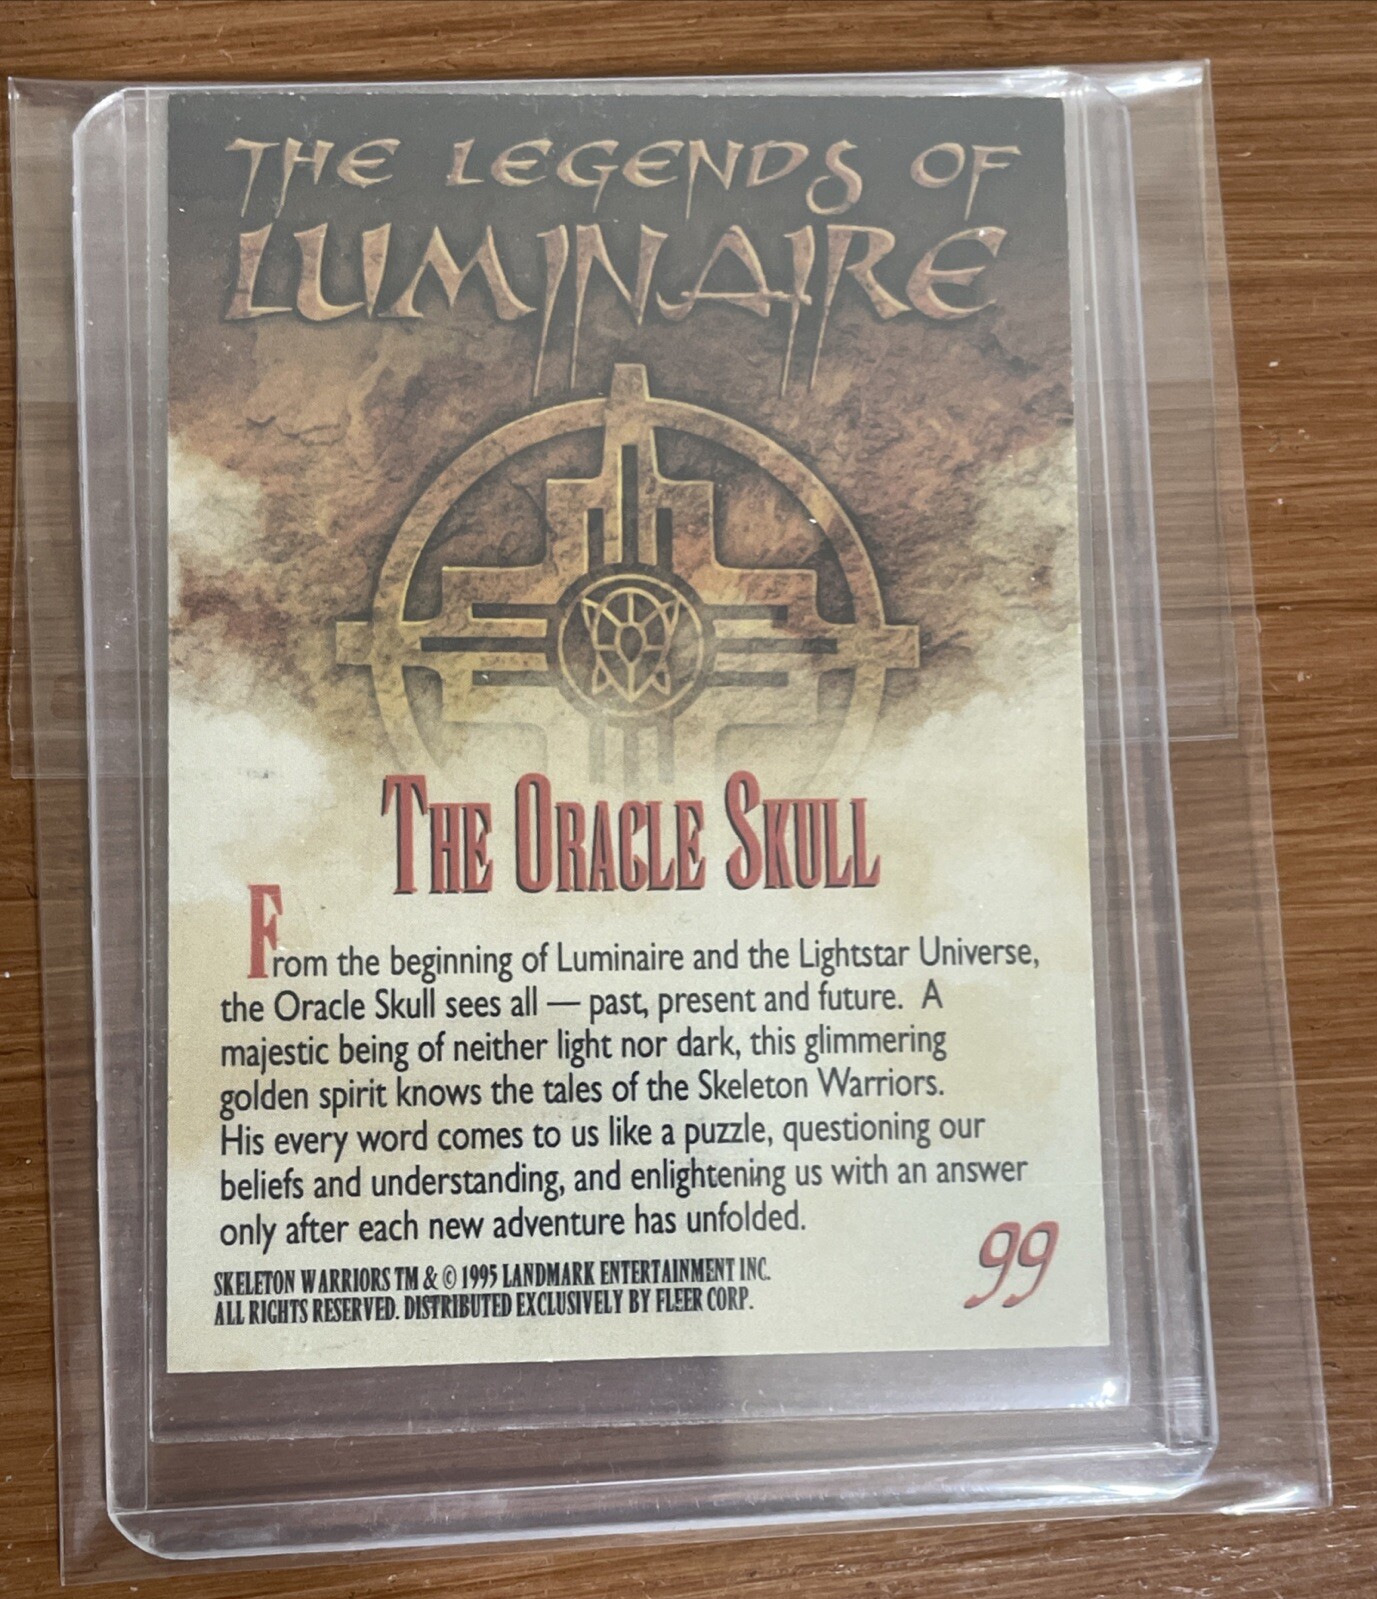 THE LEGENDS OF
LUMINAIRE
THE ORACLE SKULL
From the beginning of Luminaire and the Lightstar Universe,
the Oracle Skull sees all — past, present and future. A
majestic being of neither light nor dark, this glimmering
golden spirit knows the tales of the Skeleton Warriors.
His every word comes to us like a puzzle, questioning our
beliefs and understanding, and enlightening us with an answer
only after each new adventure has unfolded.
99
SKELETON WARRIORS TM & © 1995 LANDMARK ENTERTAINMENT INC.
ALL RIGHTS RESERVED. DISTRIBUTED EXCLUSIVELY BY FLEER CORP.